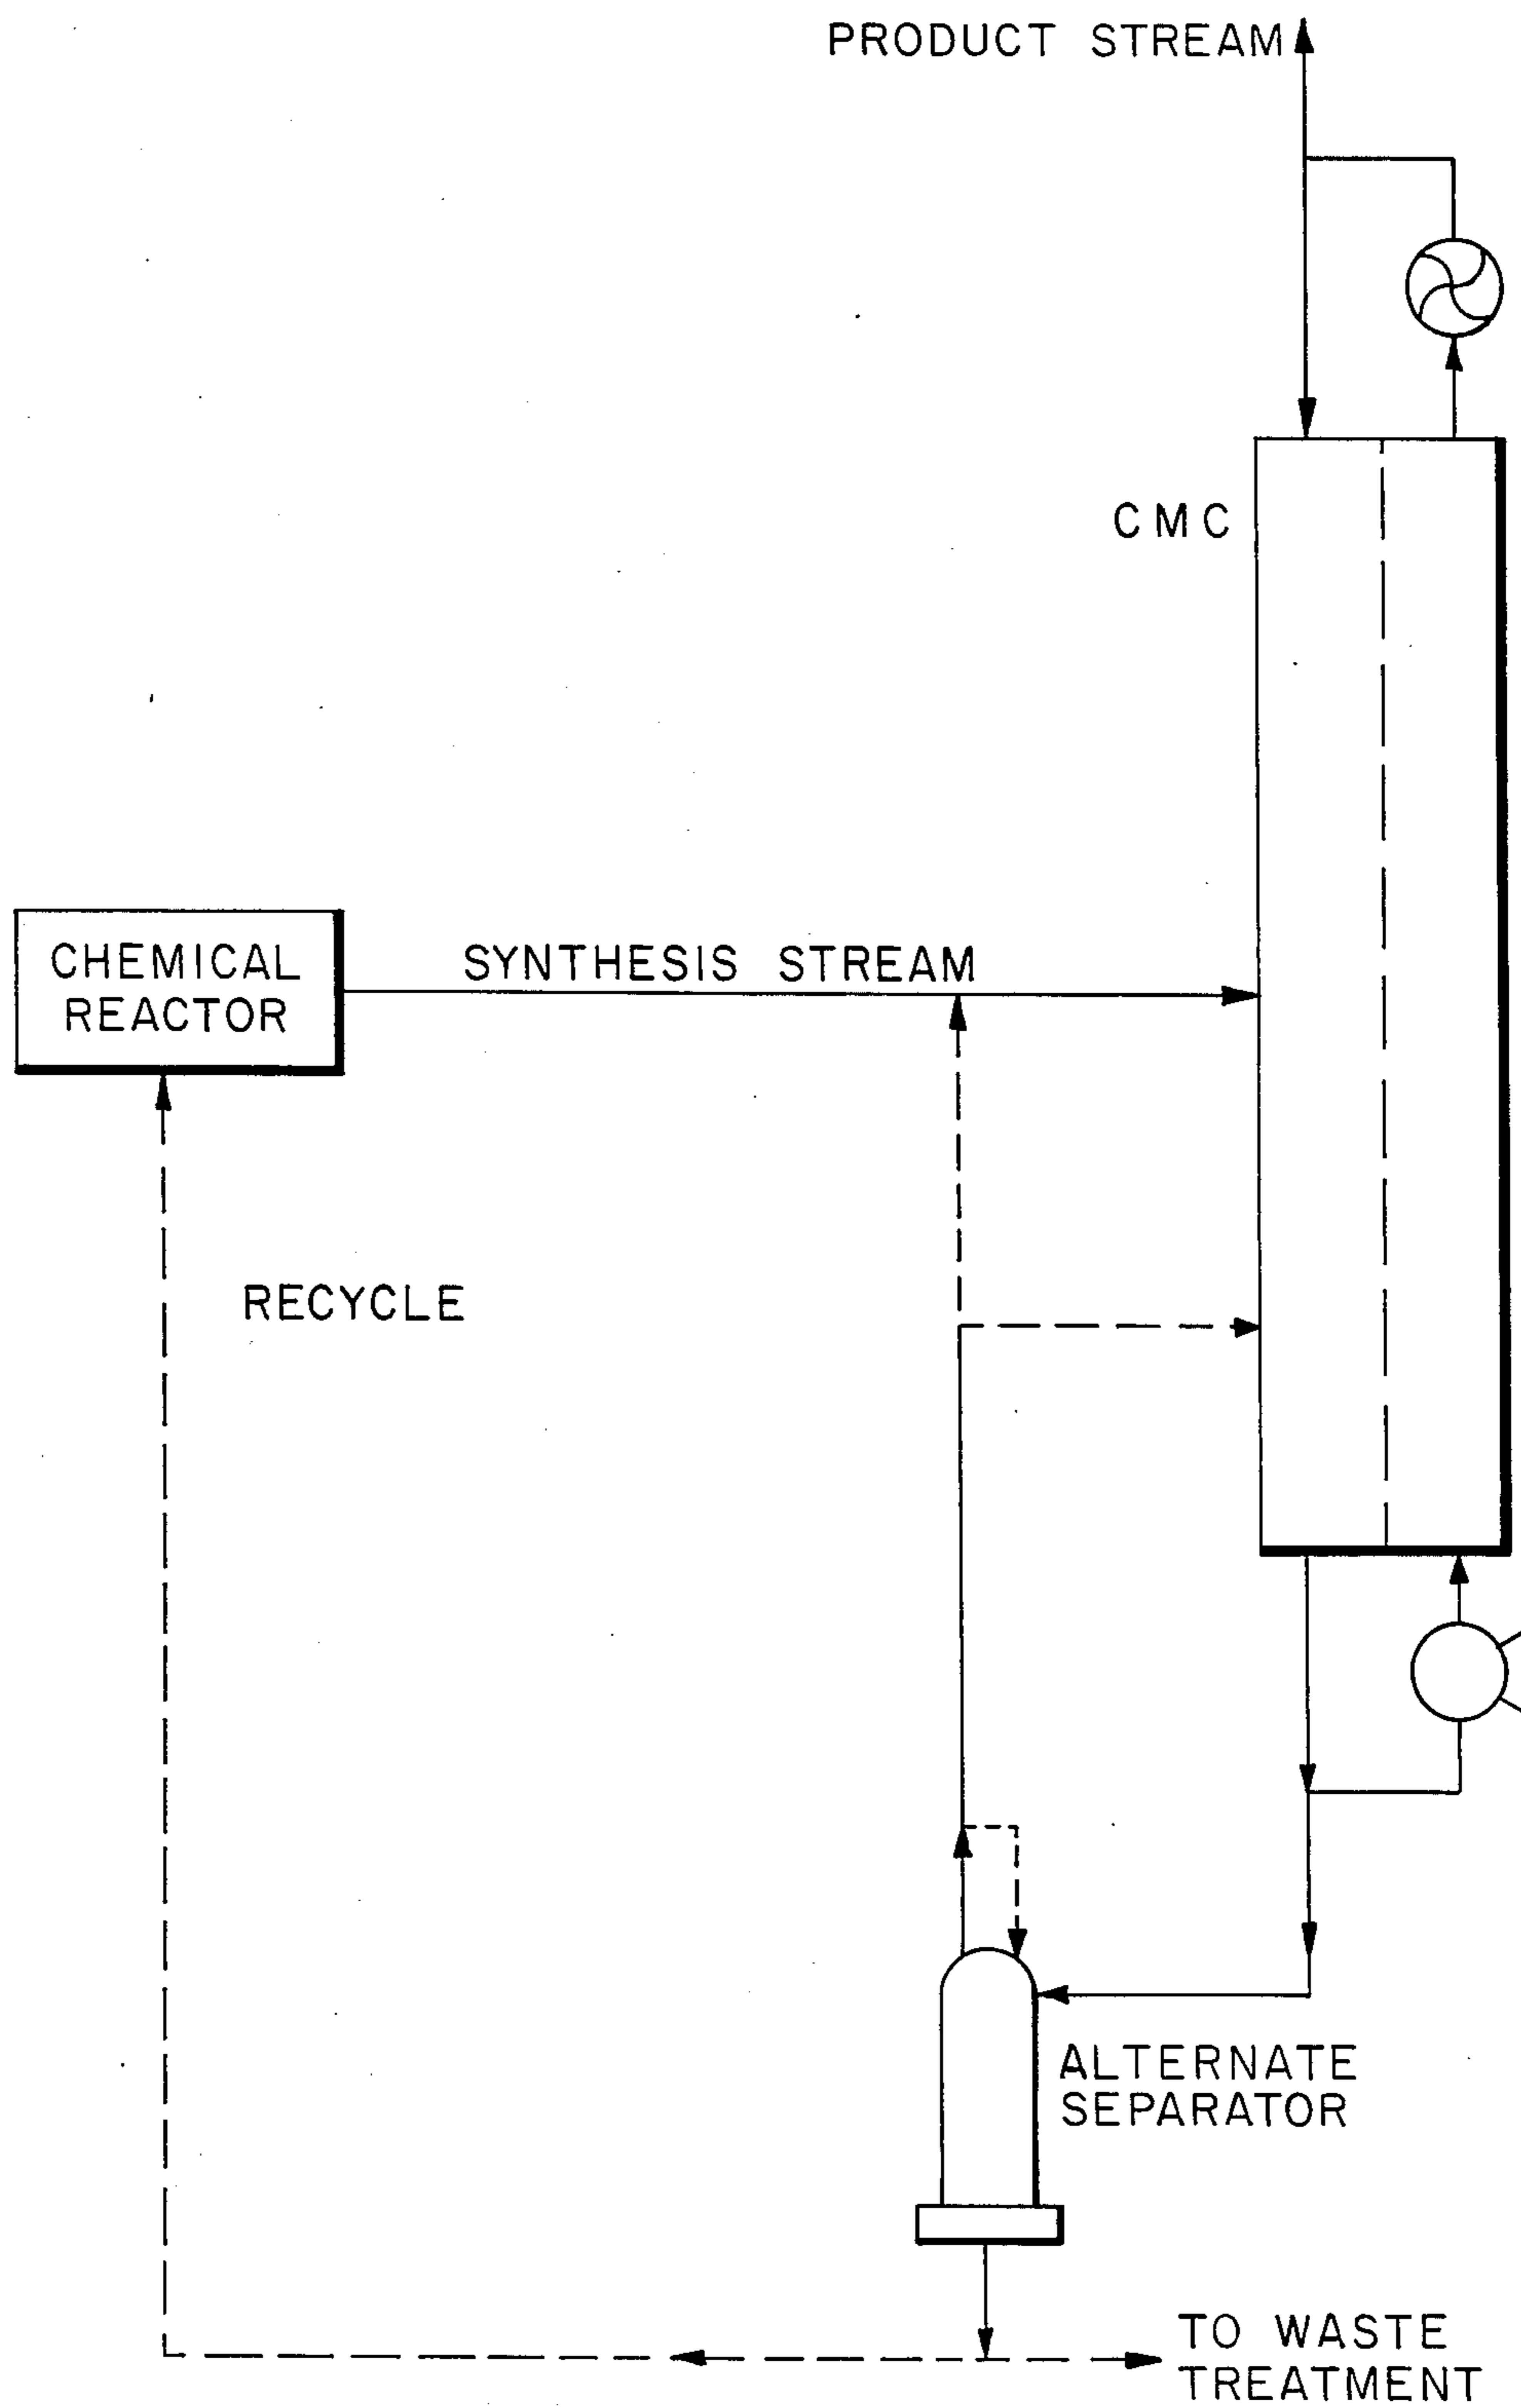 PRODUCT STREAM
CMC
CHEMICAL
REACTOR
SYNTHESIS STREAM
RECYCLE
ALTERNATE
SEPARATOR
TO WASTE
TREATMENT